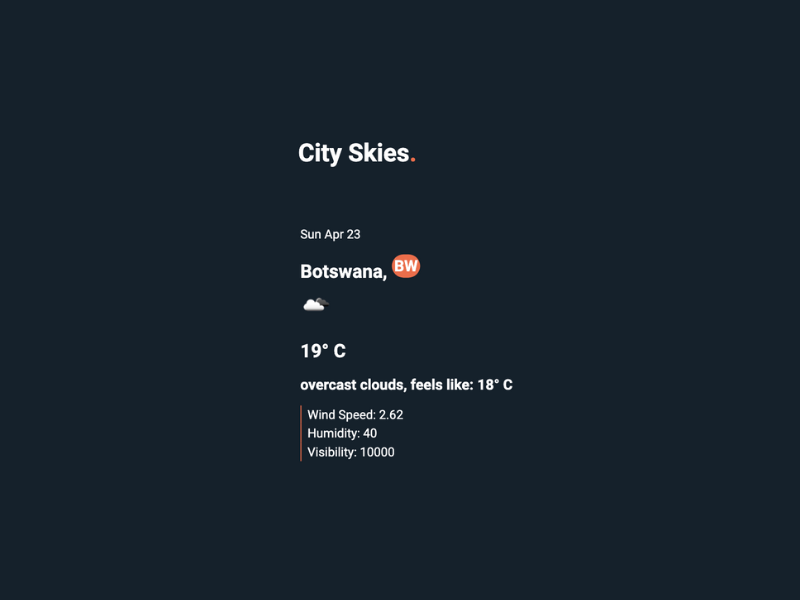 City Skies.
Sun Apr 23
Botswana, BW
19° C
overcast clouds, feels like: 18° C
Wind Speed: 2.62
Humidity: 40
Visibility: 10000